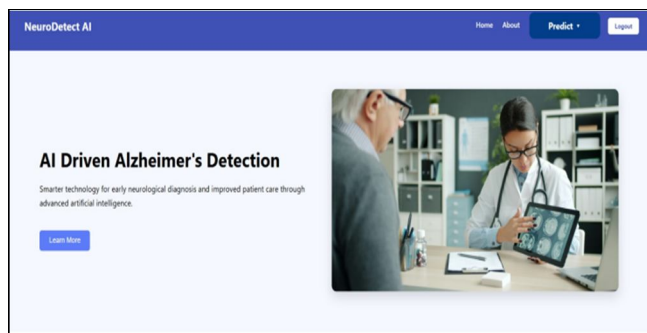 NeuroDetect AI
Home About Predict ▾ Logout
AI Driven Alzheimer's Detection
Smarter technology for early neurological diagnosis and improved patient care through
advanced artificial intelligence.
Learn More